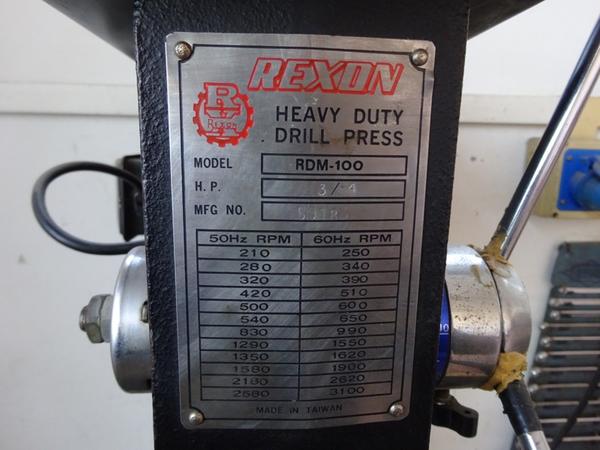 REXON
R
REXON
HEAVY DUTY
DRILL PRESS
MODEL RDM-100
H.P. 3/4
MFG NO.
50Hz RPM 60Hz RPM
210 250
280 340
320 390
420 510
500 600
540 650
830 990
1290 1550
1350 1620
1580 1900
2180 2620
2580 3100
MADE IN TAIWAN